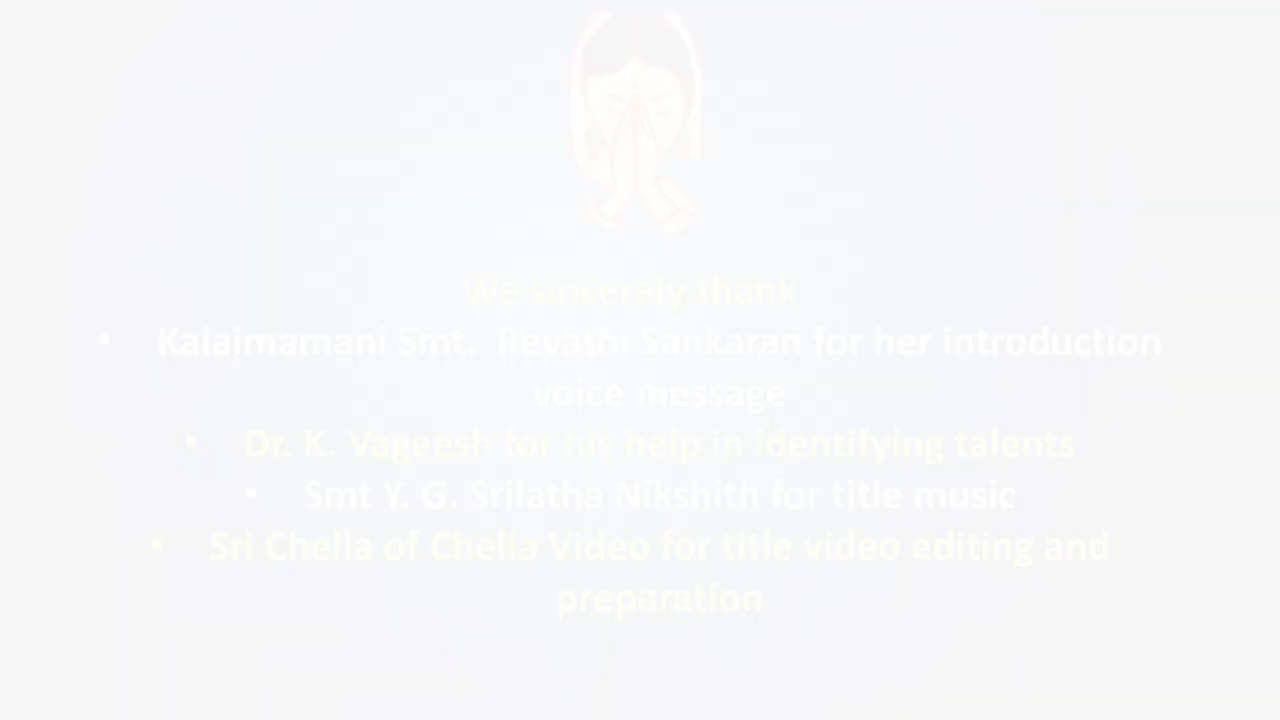 We sincerely thank
• Kalaimamani Smt. Revathi Sankaran for her introduction
voice message
• Dr. K. Vageesh for his help in identifying talents
• Smt Y. G. Srilatha Nikshith for title music
• Sri Chella of Chella Video for title video editing and
preparation